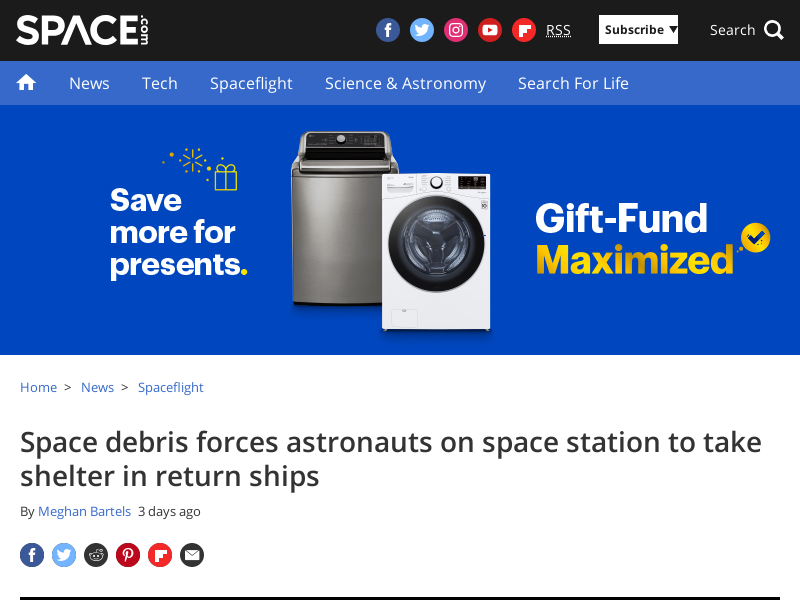 SPACE.com
RSS
Subscribe ▼
Search
News
Tech
Spaceflight
Science & Astronomy
Search For Life
Save
more for
presents.
Gift-Fund
Maximized
Home > News > Spaceflight
Space debris forces astronauts on space station to take
shelter in return ships
By Meghan Bartels 3 days ago